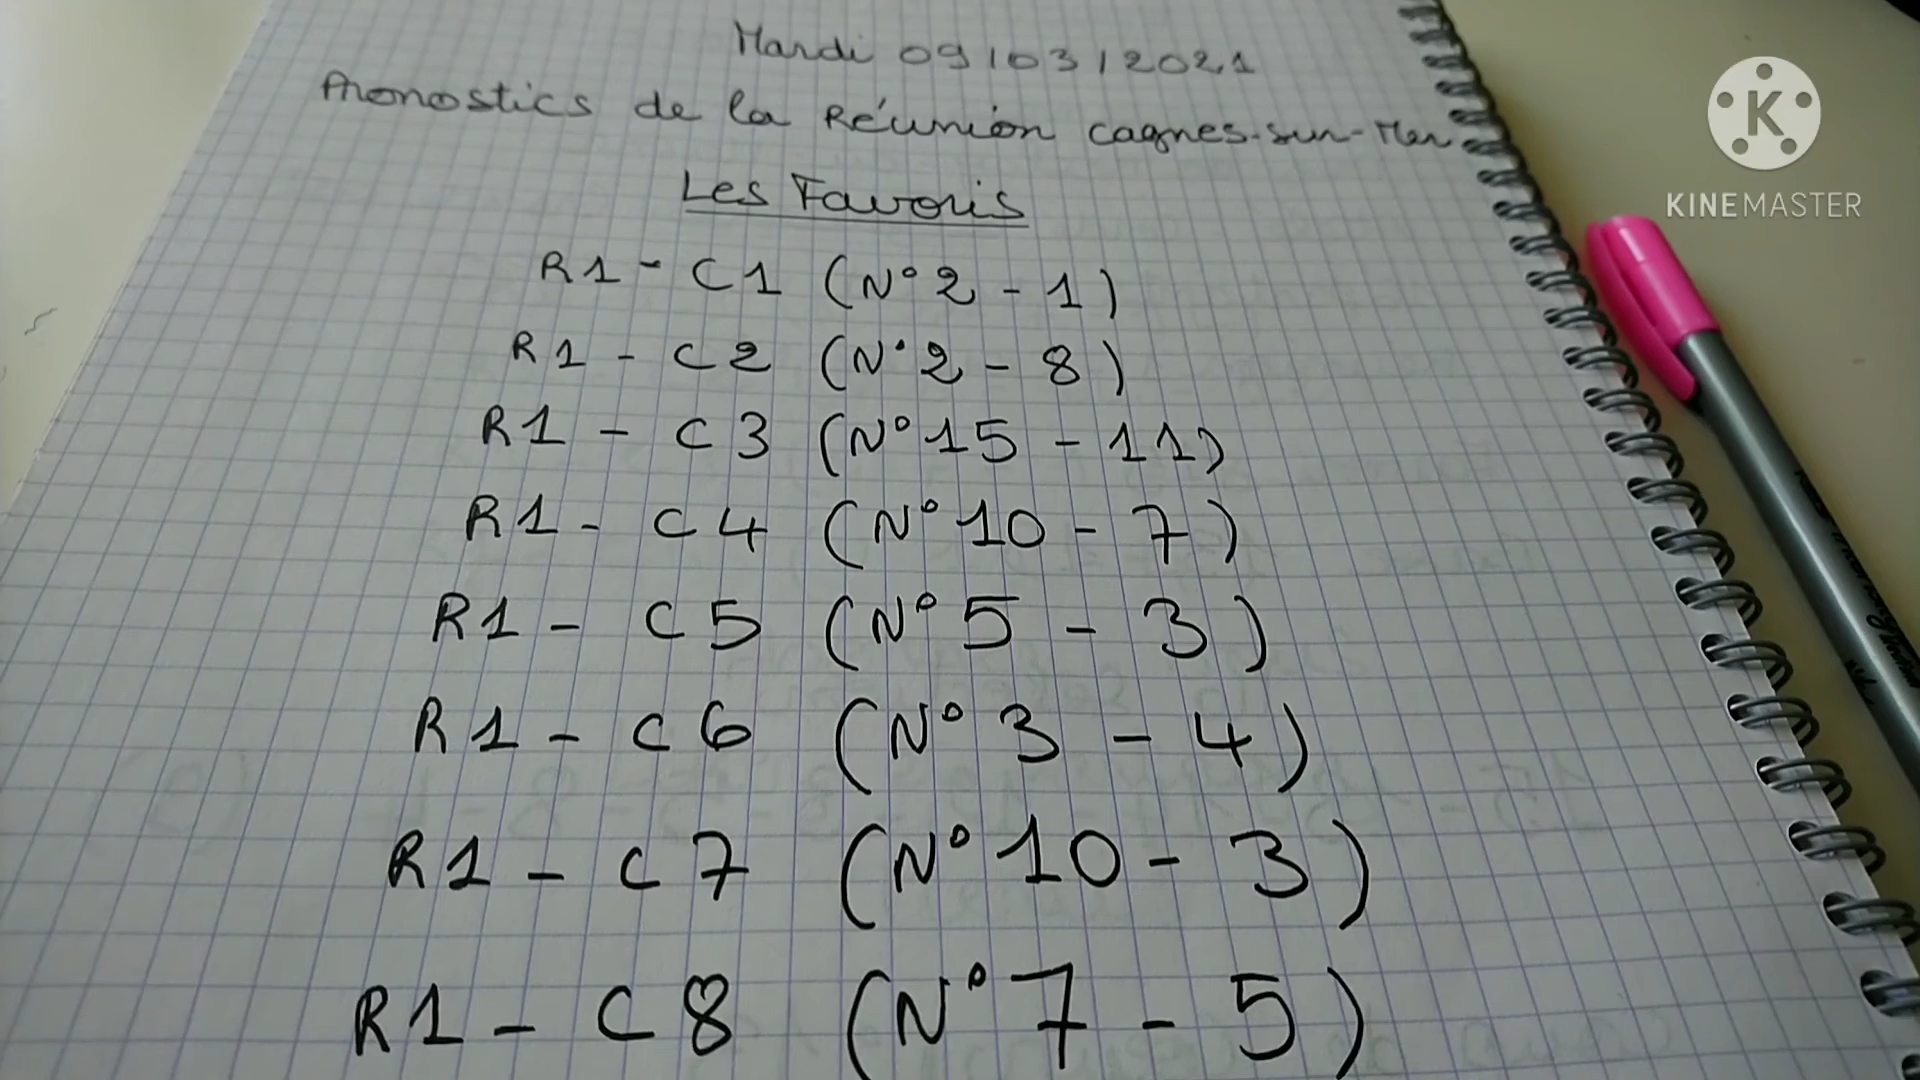 Mardi 09/03/2021
Pronostics de la Réunion Cagnes-sur-Mer
Les Favoris
R1 - C1 (N° 2 - 1)
R1 - C2 (N° 2 - 8)
R1 - C3 (N° 15 - 11)
R1 - C4 (N° 10 - 7)
R1 - C5 (N° 5 - 3)
R1 - C6 (N° 3 - 4)
R1 - C7 (N° 10 - 3)
R1 - C8 (N° 7 - 5)
K
KINEMASTER